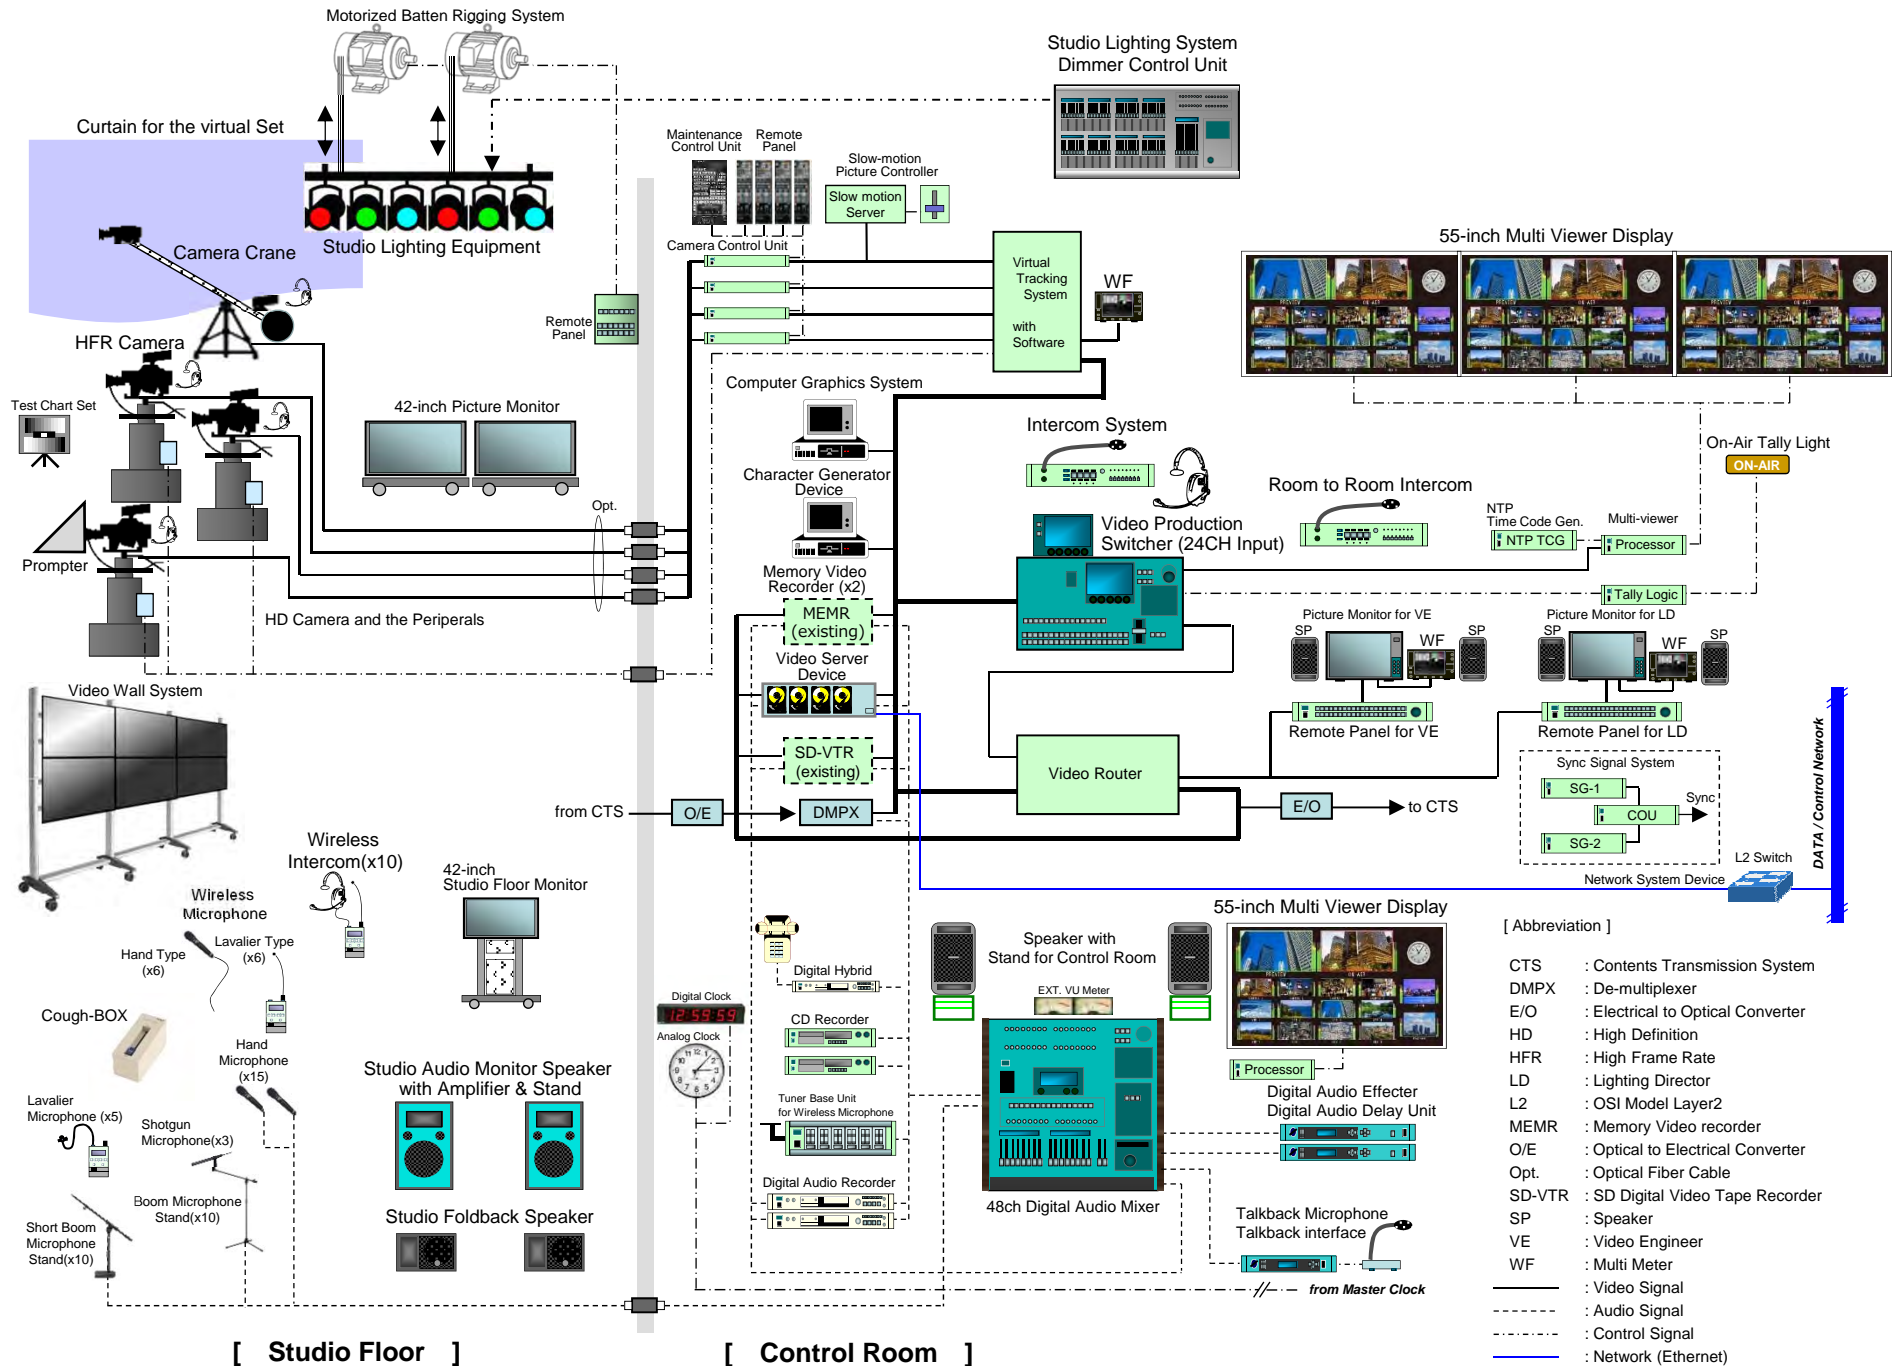 Motorized Batten Rigging System
Studio Lighting System
Dimmer Control Unit
Curtain for the virtual Set
Maintenance
Control Unit
Remote
Panel
Slow-motion
Picture Controller
Slow motion
Server
Studio Lighting Equipment
Camera Control Unit
Camera Crane
Virtual
Tracking
System
with
Software
WF
55-inch Multi Viewer Display
Remote
Panel
HFR Camera
Computer Graphics System
Test Chart Set
42-inch Picture Monitor
Intercom System
On-Air Tally Light
ON-AIR
Character Generator
Device
Room to Room Intercom
Opt.
NTP
Time Code Gen.
NTP TCG
Multi-viewer
Processor
Video Production
Switcher (24CH Input)
Prompter
Memory Video
Recorder (x2)
MEMR
(existing)
Tally Logic
HD Camera and the Periperals
Picture Monitor for VE
Picture Monitor for LD
SP
WF
SP
SP
WF
SP
Video Server
Device
Video Wall System
Remote Panel for VE
Remote Panel for LD
SD-VTR
(existing)
Video Router
Sync Signal System
SG-1
COU
Sync
SG-2
DATA / Control Network
from CTS
O/E
DMPX
E/O
to CTS
L2 Switch
Network System Device
Wireless
Intercom(x10)
42-inch
Studio Floor Monitor
Wireless
Microphone
Hand Type
(x6)
Lavalier Type
(x6)
55-inch Multi Viewer Display
Speaker with
Stand for Control Room
Digital Hybrid
EXT. VU Meter
Digital Clock
12:59:59
CD Recorder
Analog Clock
Cough-BOX
Hand
Microphone
(x15)
Studio Audio Monitor Speaker
with Amplifier & Stand
Processor
Digital Audio Effecter
Digital Audio Delay Unit
Tuner Base Unit
for Wireless Microphone
Lavalier
Microphone (x5)
Shotgun
Microphone(x3)
Digital Audio Recorder
Boom Microphone
Stand(x10)
Studio Foldback Speaker
48ch Digital Audio Mixer
Talkback Microphone
Talkback interface
Short Boom
Microphone
Stand(x10)
from Master Clock
[ Studio Floor ]
[ Control Room ]
[ Abbreviation ]
CTS : Contents Transmission System
DMPX : De-multiplexer
E/O : Electrical to Optical Converter
HD : High Definition
HFR : High Frame Rate
LD : Lighting Director
L2 : OSI Model Layer2
MEMR : Memory Video recorder
O/E : Optical to Electrical Converter
Opt. : Optical Fiber Cable
SD-VTR : SD Digital Video Tape Recorder
SP : Speaker
VE : Video Engineer
WF : Multi Meter
: Video Signal
: Audio Signal
: Control Signal
: Network (Ethernet)